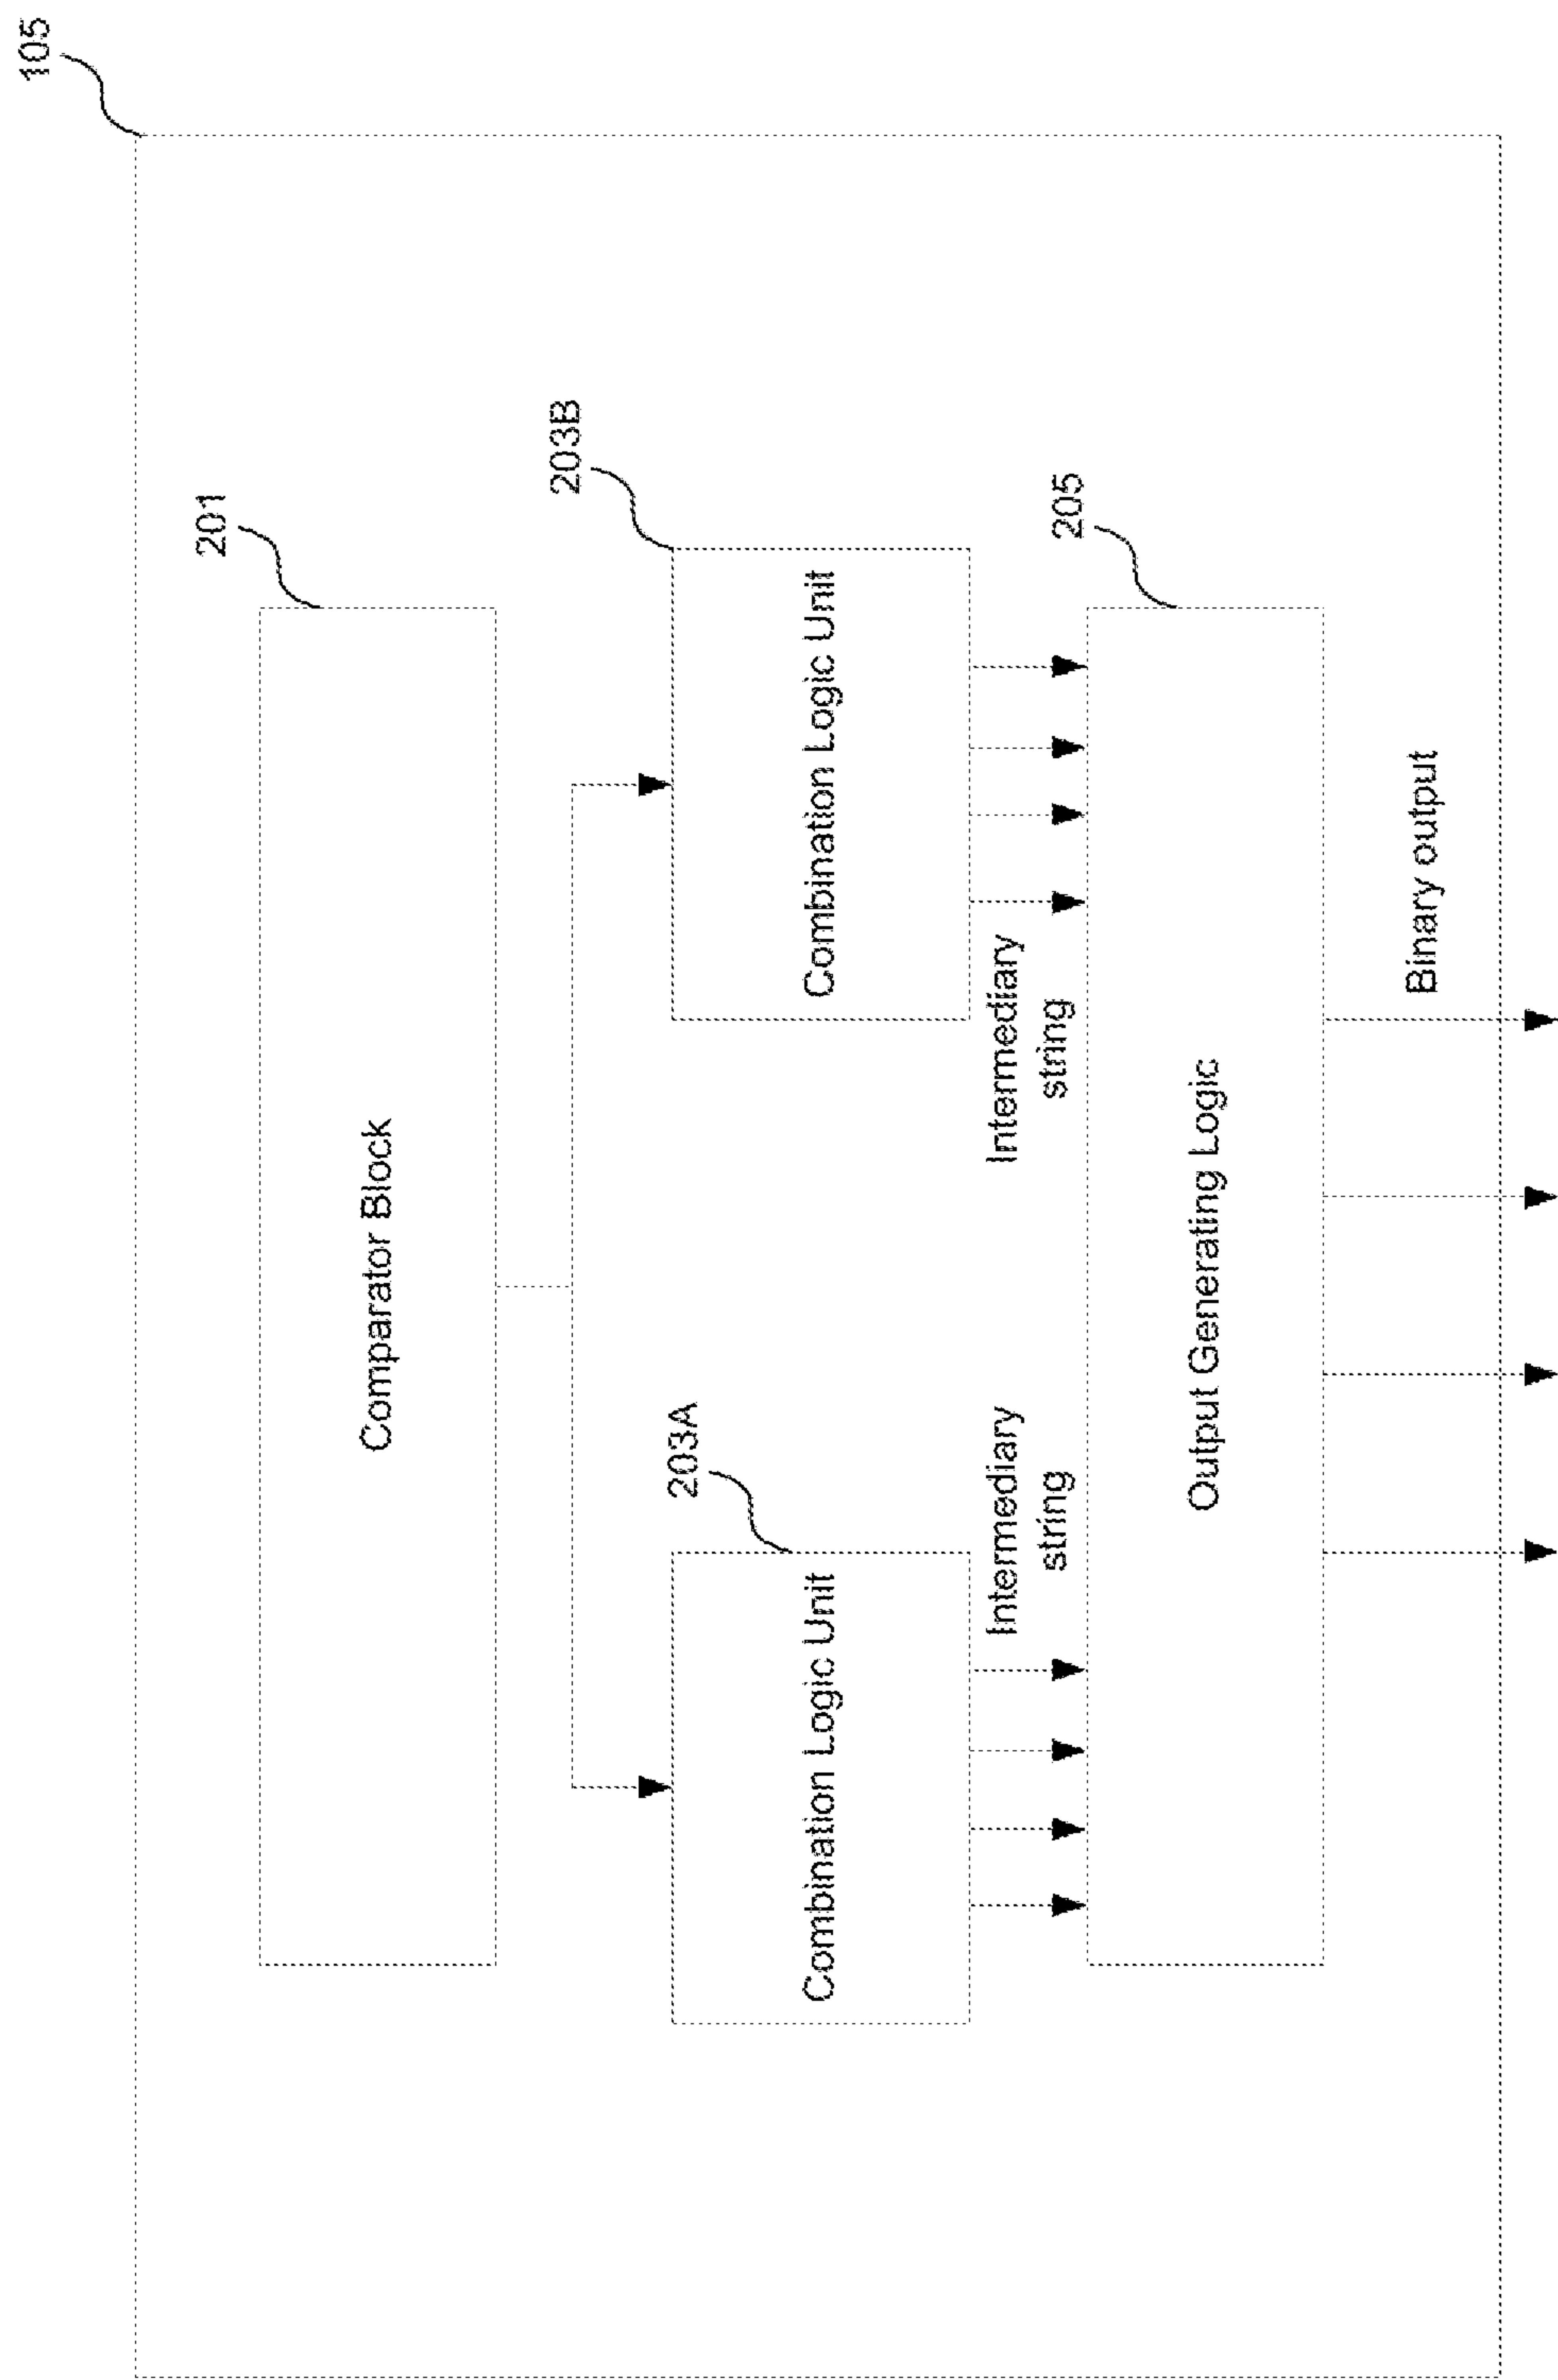 105
201
Comparator Block
203B
203A
Combination Logic Unit
Combination Logic Unit
Intermediary
string
Intermediary
string
205
Output Generating Logic
Binary output